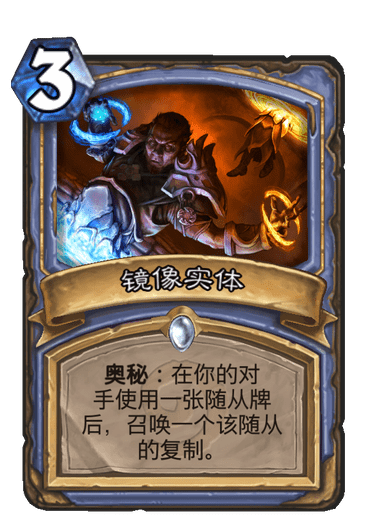 3
镜像实体
奥秘：在你的对
手使用一张随从牌
后，召唤一个该随从
的复制。